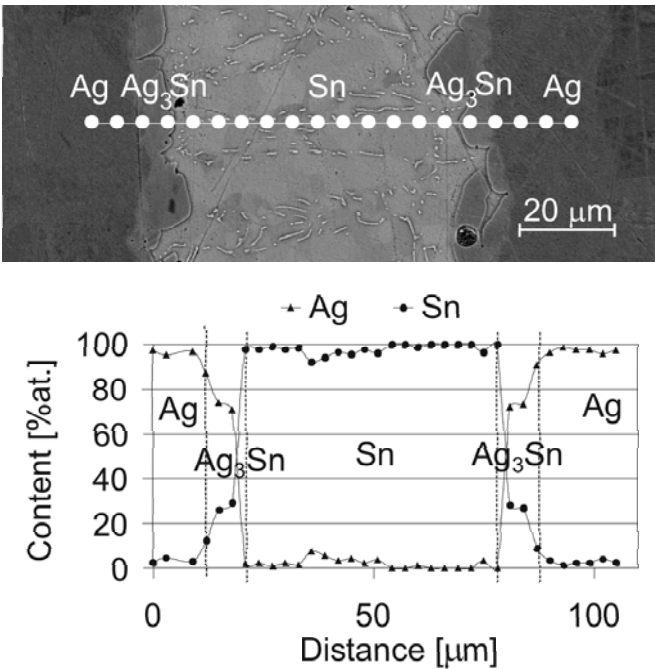 Ag Ag₃Sn Sn Ag₃Sn Ag
20 μm
Ag Sn
100
80
60
40
20
0
Content [%at.]
Ag Ag
Ag₃Sn Sn Ag₃Sn
0 50 100
Distance [μm]